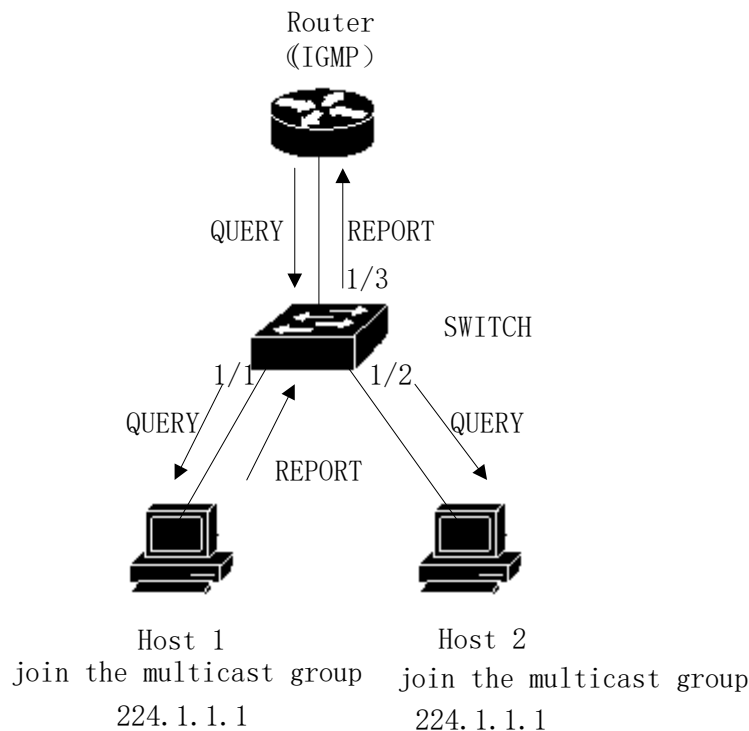 Router
(IGMP)
QUERY
REPORT
1/3
SWITCH
1/1
1/2
QUERY
QUERY
REPORT
Host 1
join the multicast group
224.1.1.1
Host 2
join the multicast group
224.1.1.1